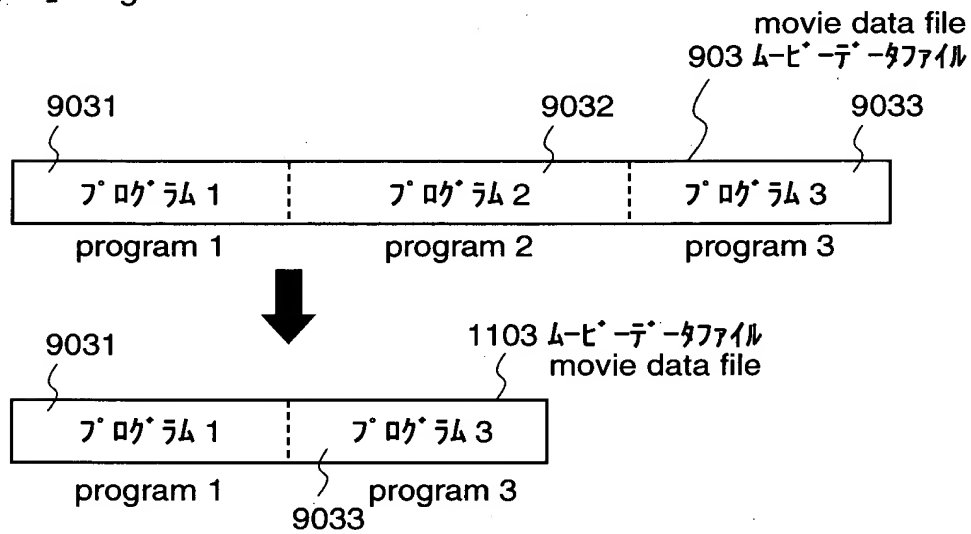 movie data file
903 ムービーデータファイル
9031 9032 9033
プログラム 1 プログラム 2 プログラム 3
program 1 program 2 program 3
9031
1103 ムービーデータファイル
movie data file
プログラム 1 プログラム 3
program 1 program 3
9033